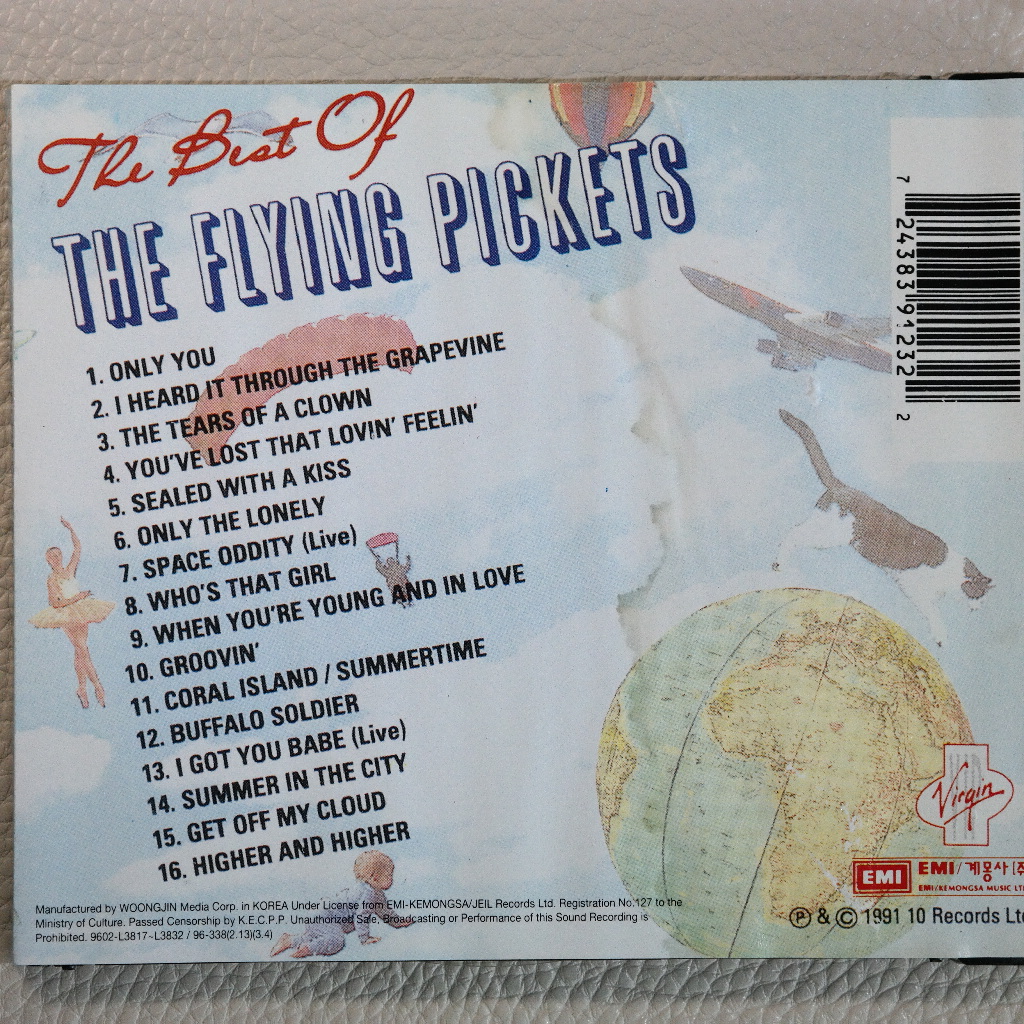 The Best Of
THE FLYING PICKETS
1. ONLY YOU
2. I HEARD IT THROUGH THE GRAPEVINE
3. THE TEARS OF A CLOWN
4. YOU'VE LOST THAT LOVIN' FEELIN'
5. SEALED WITH A KISS
6. ONLY THE LONELY
7. SPACE ODDITY (Live)
8. WHO'S THAT GIRL
9. WHEN YOU'RE YOUNG AND IN LOVE
10. GROOVIN'
11. CORAL ISLAND / SUMMERTIME
12. BUFFALO SOLDIER
13. I GOT YOU BABE (Live)
14. SUMMER IN THE CITY
15. GET OFF MY CLOUD
16. HIGHER AND HIGHER
7 24383 91232 2
Virgin
EMI EMI/계몽사 [주
EMI/KEMONGSA MUSIC
Ⓟ & © 1991 10 Records Ltd
Manufactured by WOONGJIN Media Corp. in KOREA Under License from EMI-KEMONGSA/JEIL Records Ltd. Registration No.127 to the
Ministry of Culture. Passed Censorship by K.E.C.P.P. Unauthorized Sale, Broadcasting or Performance of this Sound Recording is
Prohibited. 9602-L3817~L3832 / 96-338(2.13)(3.4)